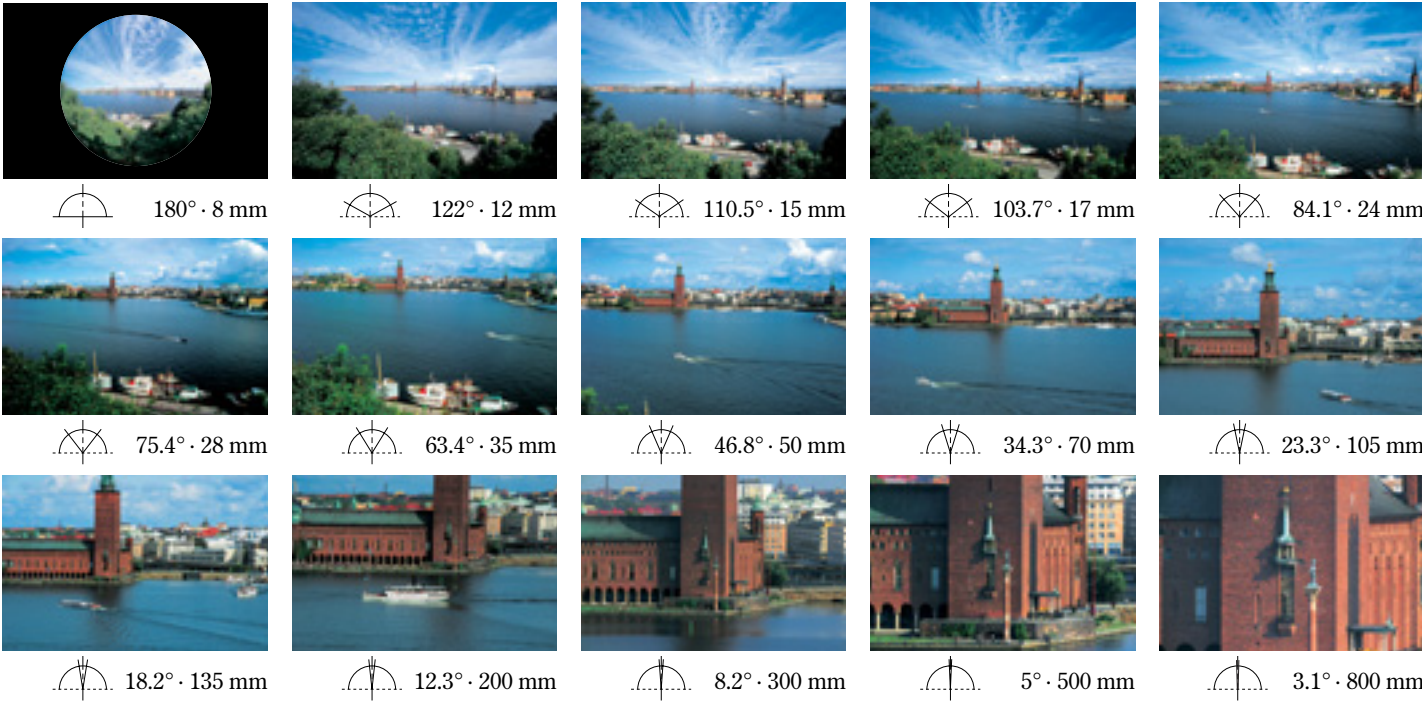 180° · 8 mm
122° · 12 mm
110.5° · 15 mm
103.7° · 17 mm
84.1° · 24 mm
75.4° · 28 mm
63.4° · 35 mm
46.8° · 50 mm
34.3° · 70 mm
23.3° · 105 mm
18.2° · 135 mm
12.3° · 200 mm
8.2° · 300 mm
5° · 500 mm
3.1° · 800 mm